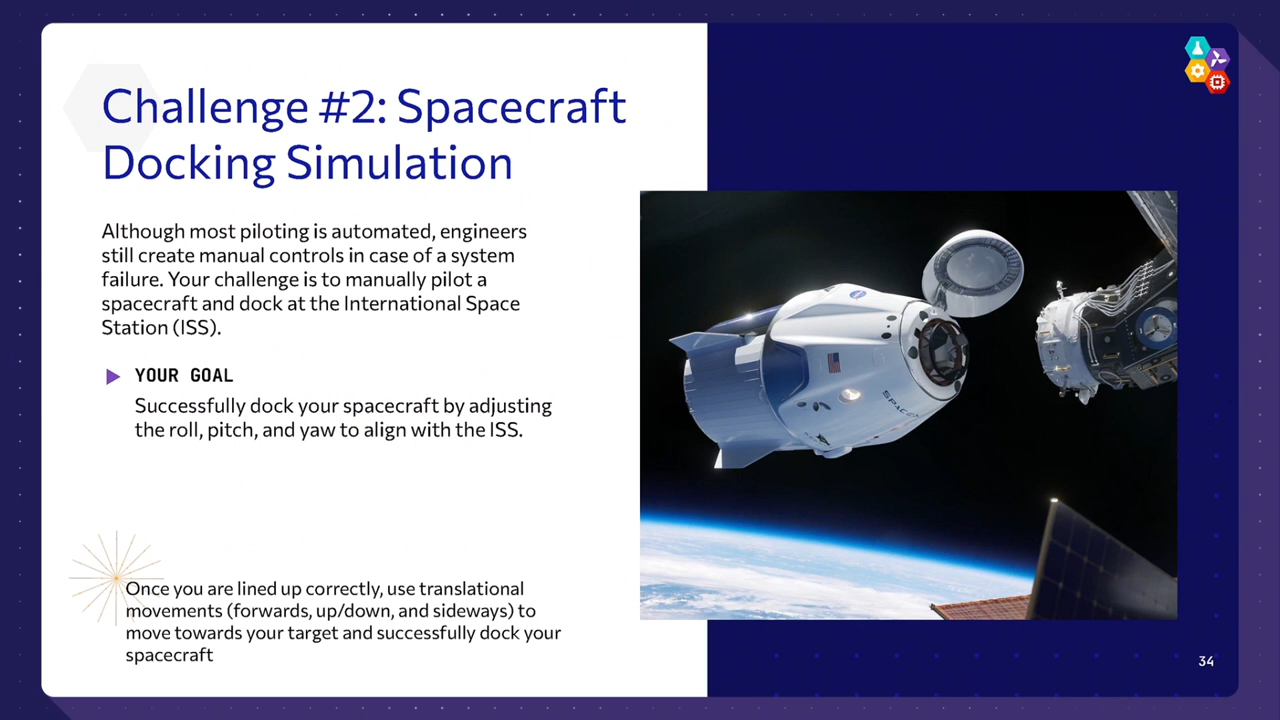 Challenge #2: Spacecraft
Docking Simulation
Although most piloting is automated, engineers
still create manual controls in case of a system
failure. Your challenge is to manually pilot a
spacecraft and dock at the International Space
Station (ISS).
YOUR GOAL
Successfully dock your spacecraft by adjusting
the roll, pitch, and yaw to align with the ISS.
Once you are lined up correctly, use translational
movements (forwards, up/down, and sideways) to
move towards your target and successfully dock your
spacecraft
34